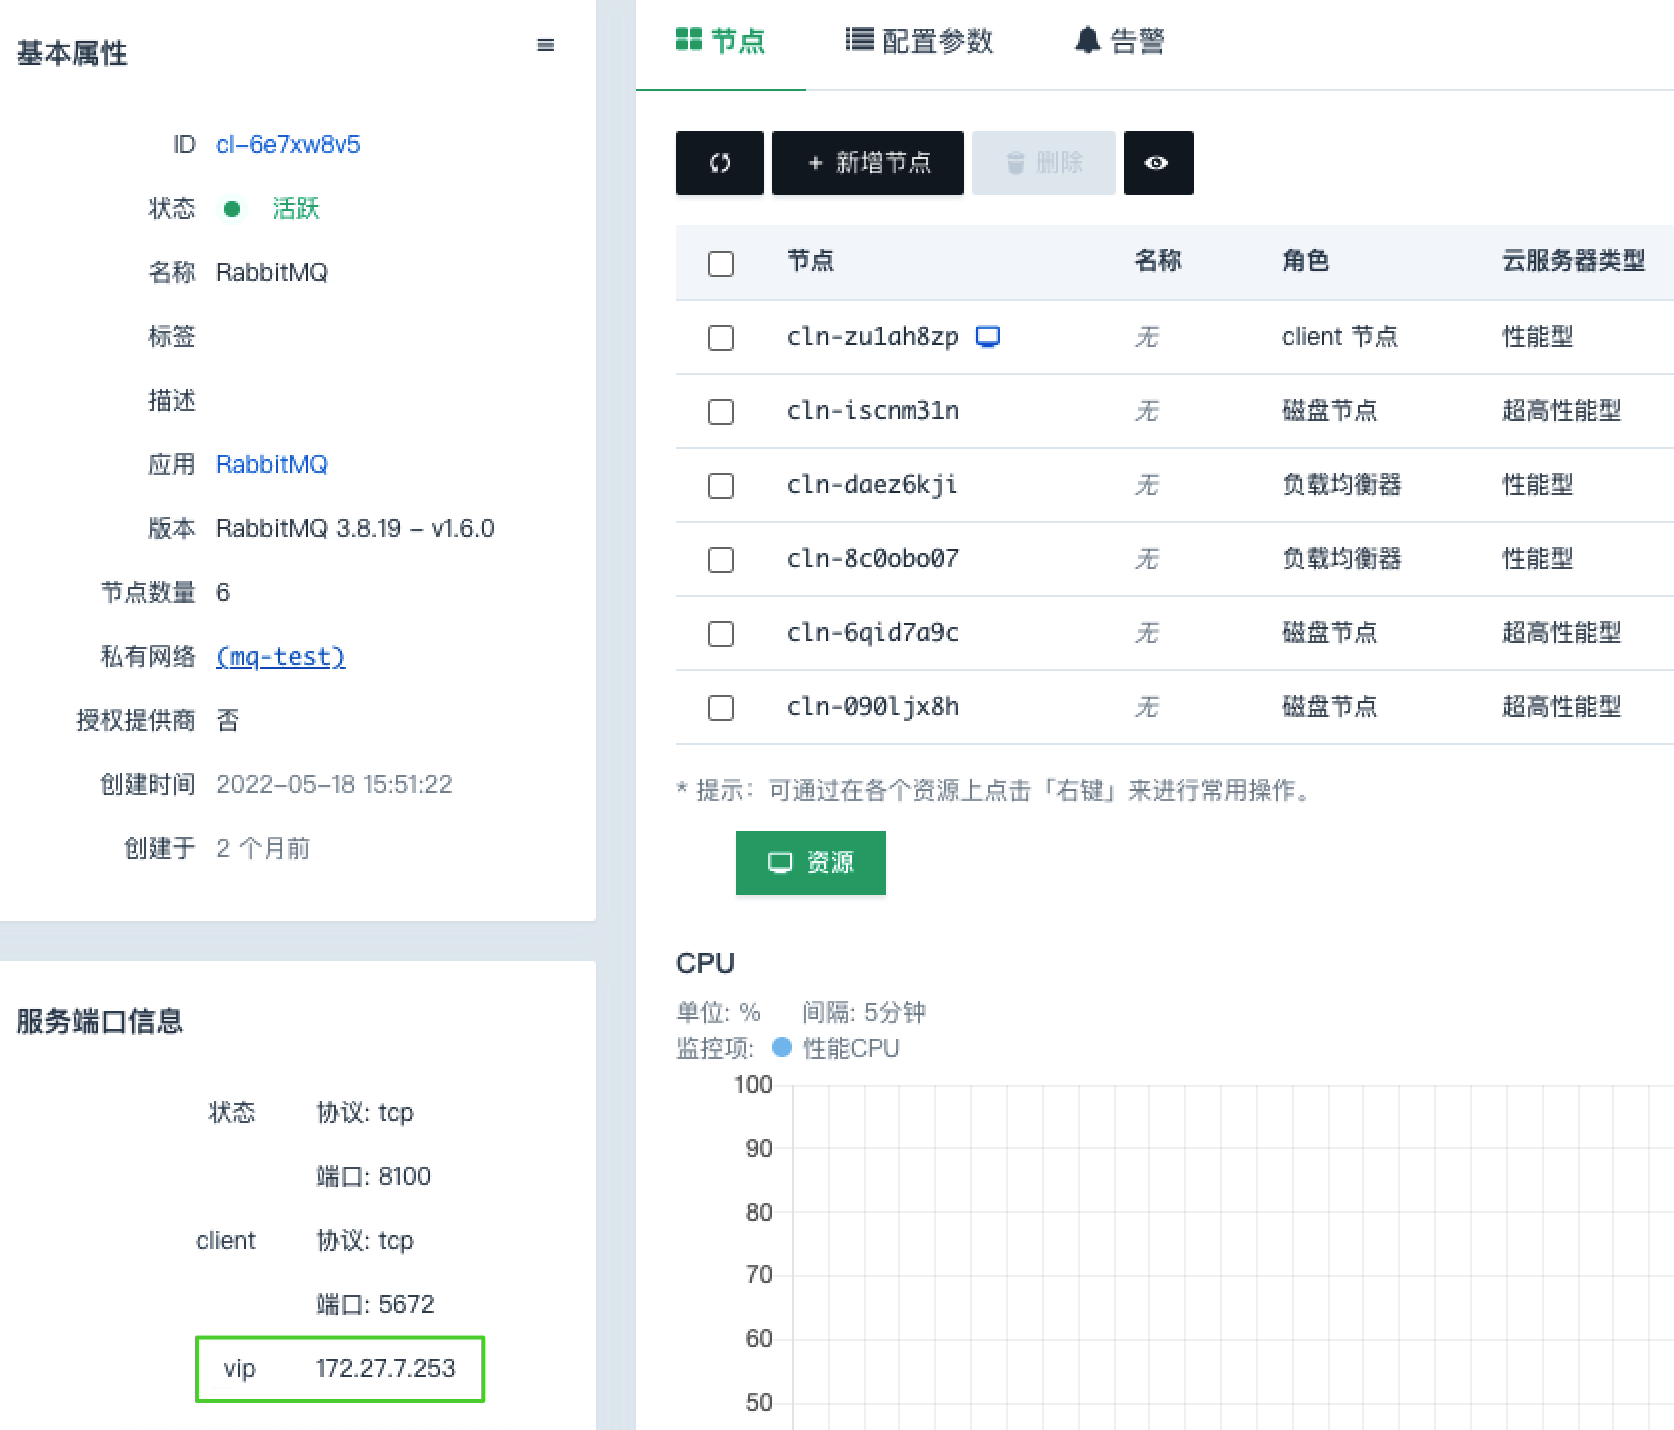 基本属性
ID cl-6e7xw8v5
状态 活跃
名称 RabbitMQ
标签
描述
应用 RabbitMQ
版本 RabbitMQ 3.8.19 - v1.6.0
节点数量 6
私有网络 (mq-test)
授权提供商 否
创建时间 2022-05-18 15:51:22
创建于 2 个月前
服务端口信息
状态 协议: tcp
端口: 8100
client 协议: tcp
端口: 5672
vip 172.27.7.253
节点 配置参数 告警
+ 新增节点 删除
节点 名称 角色 云服务器类型
cln-zu1ah8zp 无 client 节点 性能型
cln-iscnm31n 无 磁盘节点 超高性能型
cln-daez6kji 无 负载均衡器 性能型
cln-8c0obo07 无 负载均衡器 性能型
cln-6qid7a9c 无 磁盘节点 超高性能型
cln-090ljx8h 无 磁盘节点 超高性能型
* 提示：可通过在各个资源上点击「右键」来进行常用操作。
资源
CPU
单位: % 间隔: 5分钟
监控项: 性能CPU
100
90
80
70
60
50